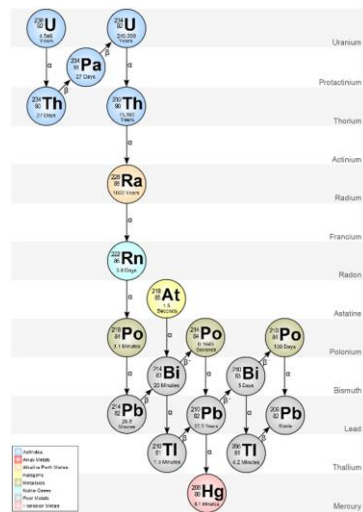 238
92 U
4.5e9
Years
234
92 U
245,500
Years
234
91 Pa
27 Days
234
90 Th
27 Days
230
90 Th
75,380
Years
226
88 Ra
1602 Years
222
86 Rn
3.8 Days
218
85 At
1.5
Seconds
218
84 Po
3.1 Minutes
214
84 Po
0.1643
Seconds
210
84 Po
138 Days
214
83 Bi
20 Minutes
210
83 Bi
5 Days
214
82 Pb
26.8
Minutes
210
82 Pb
22.3 Years
206
82 Pb
Stable
210
81 Tl
1.3 Minutes
206
81 Tl
4.2 Minutes
206
80 Hg
8.1 Minutes
α
β⁻
Uranium
Protactinium
Thorium
Actinium
Radium
Francium
Radon
Astatine
Polonium
Bismuth
Lead
Thallium
Mercury
Actinides
Alkali Metals
Alkaline Earth Metals
Halogens
Metalloids
Noble Gases
Poor Metals
Transition Metals